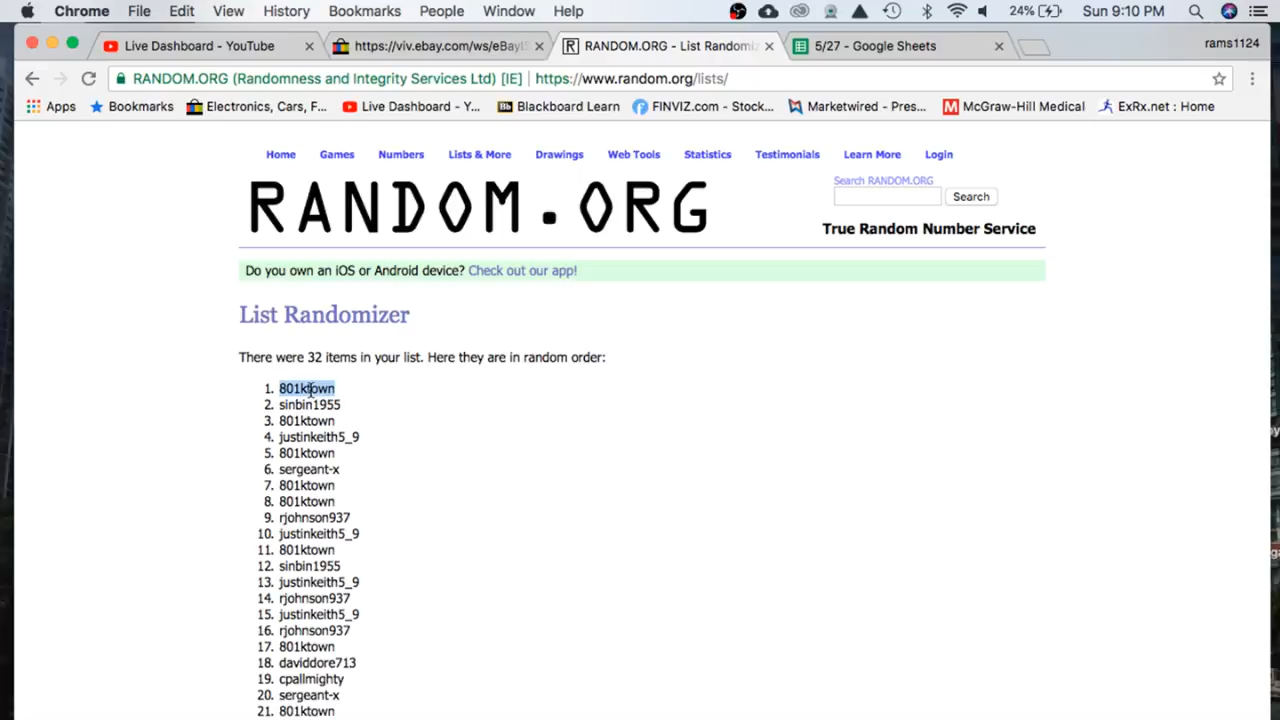 Chrome File Edit View History Bookmarks People Window Help 24% Sun 9:10 PM
Live Dashboard - YouTube https://viv.ebay.com/ws/eBayI RANDOM.ORG - List Randomiz 5/27 - Google Sheets rams1124
RANDOM.ORG (Randomness and Integrity Services Ltd) [IE] https://www.random.org/lists/
Apps Bookmarks Electronics, Cars, F... Live Dashboard - Y... Blackboard Learn FINVIZ.com - Stock... Marketwired - Pres... McGraw-Hill Medical ExRx.net : Home
Home Games Numbers Lists & More Drawings Web Tools Statistics Testimonials Learn More Login
RANDOM.ORG
Search RANDOM.ORG
Search
True Random Number Service
Do you own an iOS or Android device? Check out our app!
List Randomizer
There were 32 items in your list. Here they are in random order:
1. 801ktown
2. sinbin1955
3. 801ktown
4. justinkeith5_9
5. 801ktown
6. sergeant-x
7. 801ktown
8. 801ktown
9. rjohnson937
10. justinkeith5_9
11. 801ktown
12. sinbin1955
13. justinkeith5_9
14. rjohnson937
15. justinkeith5_9
16. rjohnson937
17. 801ktown
18. daviddore713
19. cpallmighty
20. sergeant-x
21. 801ktown